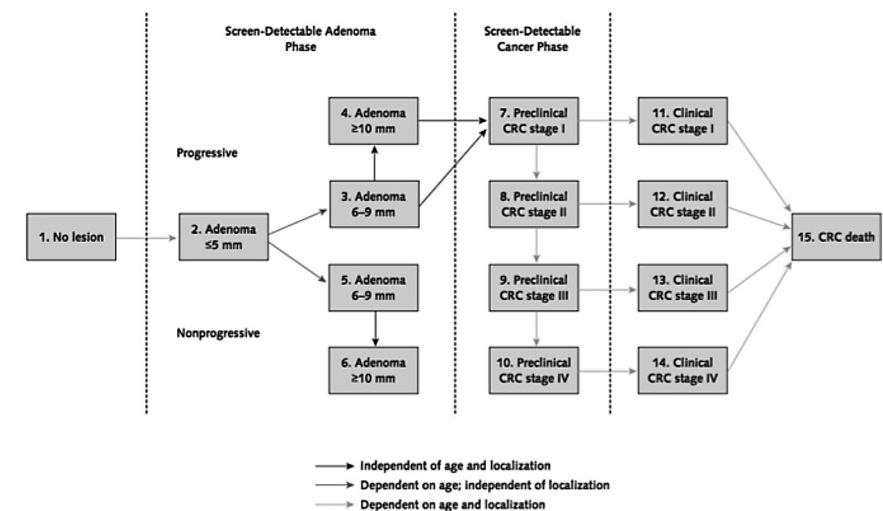 Screen-Detectable Adenoma
Phase
Screen-Detectable
Cancer Phase
4. Adenoma
≥10 mm
7. Preclinical
CRC stage I
11. Clinical
CRC stage I
Progressive
3. Adenoma
6–9 mm
8. Preclinical
CRC stage II
12. Clinical
CRC stage II
1. No lesion
2. Adenoma
≤5 mm
15. CRC death
5. Adenoma
6–9 mm
9. Preclinical
CRC stage III
13. Clinical
CRC stage III
Nonprogressive
6. Adenoma
≥10 mm
10. Preclinical
CRC stage IV
14. Clinical
CRC stage IV
Independent of age and localization
Dependent on age; independent of localization
Dependent on age and localization